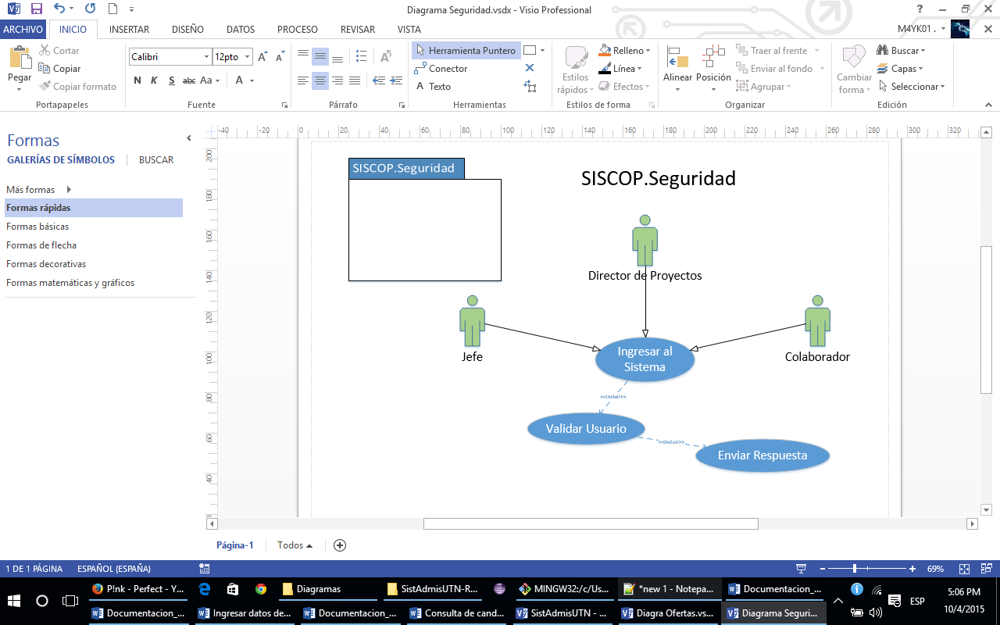 Diagrama Seguridad.vsdx - Visio Professional
ARCHIVO INICIO INSERTAR DISEÑO DATOS PROCESO REVISAR VISTA M4YK01 .
Pegar
Cortar
Copiar
Copiar formato
Portapapeles
Calibri 12pto
N K S abc Aa A
Fuente
Párrafo
Herramienta Puntero
Conector
A Texto
Herramientas
Estilos rápidos
Relleno
Línea
Efectos
Estilos de forma
Alinear Posición
Traer al frente
Enviar al fondo
Agrupar
Organizar
Cambiar forma
Buscar
Capas
Seleccionar
Edición
Formas
GALERÍAS DE SÍMBOLOS BUSCAR
Más formas
Formas rápidas
Formas básicas
Formas de flecha
Formas decorativas
Formas matemáticas y gráficos
-40 -20 0 20 40 60 80 100 120 140 160 180 200 220 240 260 280 300 320
200
180
160
140
120
100
80
60
40
SISCOP.Seguridad
SISCOP.Seguridad
Director de Proyectos
Jefe
Colaborador
Ingresar al
Sistema
<<incluir>>
Validar Usuario
<<incluir>>
Enviar Respuesta
Página-1 Todos
1 DE 1 PÁGINA ESPAÑOL (ESPAÑA) 69%
P!nk - Perfect - Y... Diagramas SistAdmisUTN-R... MINGW32:/c/Us... *new 1 - Notepa... Documentacion_...
Documentacion_... Ingresar datos de... Documentacion_... Consulta de cand... SistAdmisUTN - ... Diagra Ofertas.vs... Diagrama Seguri...
ESP
5:06 PM
10/4/2015